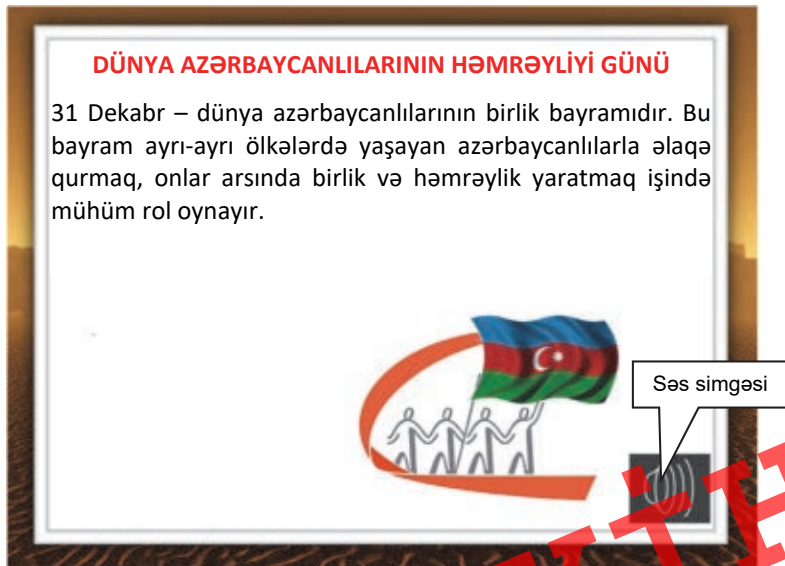 DÜNYA AZƏRBAYCANLILARININ HƏMRƏYLİYİ GÜNÜ
31 Dekabr – dünya azərbaycanlılarının birlik bayramıdır. Bu
bayram ayrı-ayrı ölkələrdə yaşayan azərbaycanlılarla əlaqə
qurmaq, onlar arsında birlik və həmrəylik yaratmaq işində
mühüm rol oynayır.
Səs simgəsi